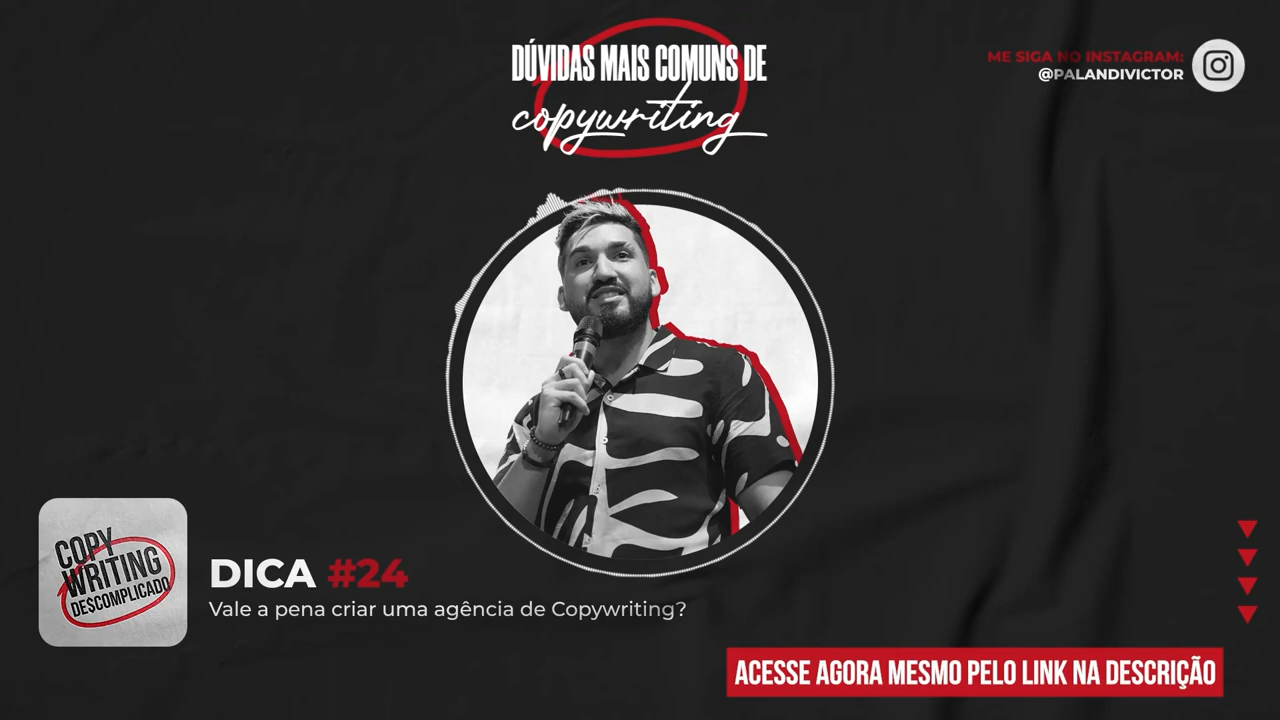 DÚVIDAS MAIS COMUNS DE
copywriting
ME SIGA NO INSTAGRAM:
@PALANDIVICTOR
COPY
WRITING
DESCOMPLICADO
DICA #24
Vale a pena criar uma agência de Copywriting?
ACESSE AGORA MESMO PELO LINK NA DESCRIÇÃO